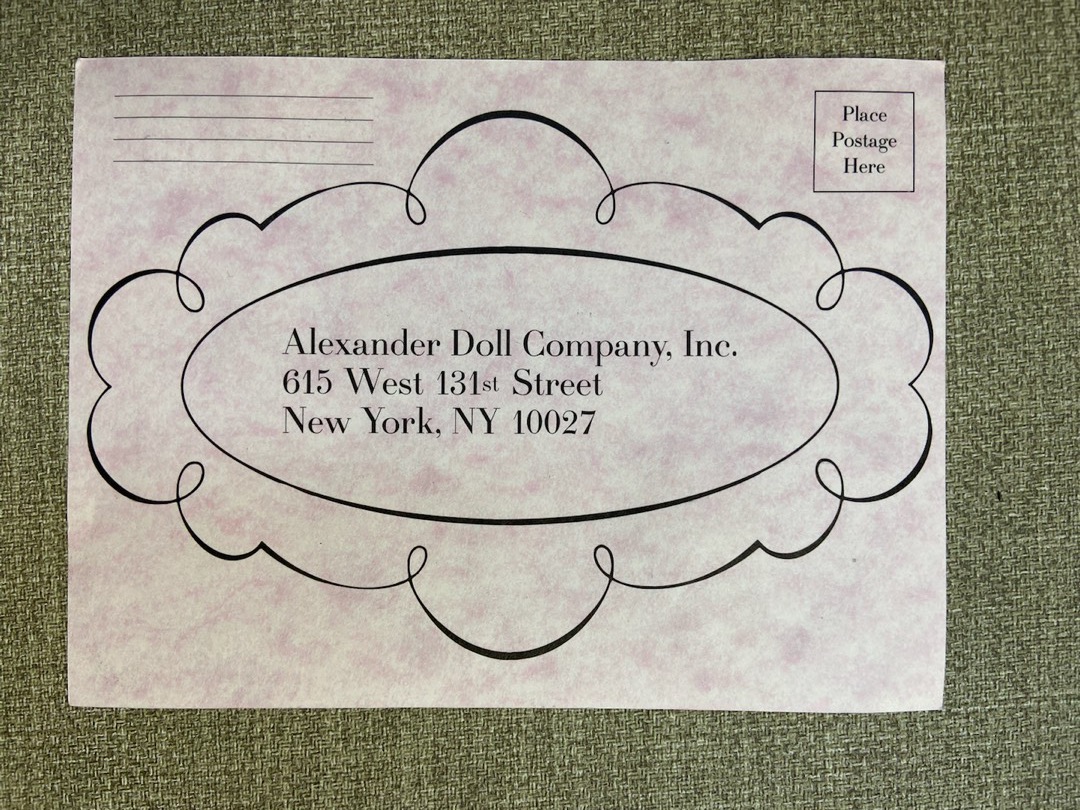 Place
Postage
Here
Alexander Doll Company, Inc.
615 West 131st Street
New York, NY 10027